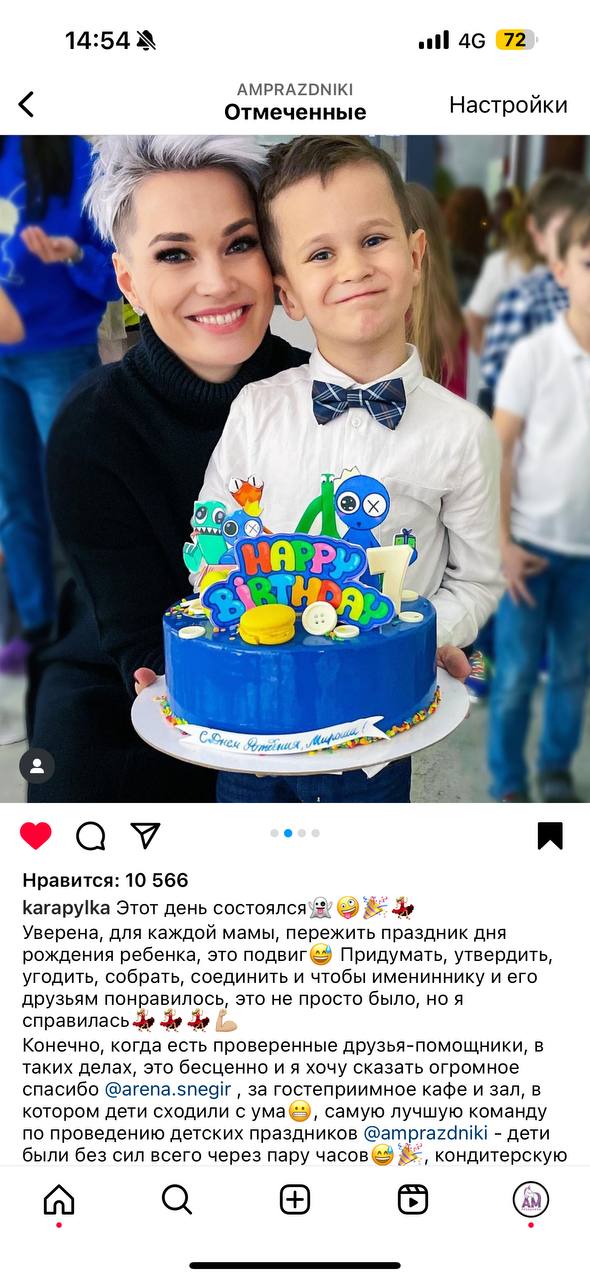 14:54
4G
72
AMPRAZDNIKI
Отмеченные
Настройки
HAPPY
BiRTHDAY
7
С Днем Рождения, Мироша!
Нравится: 10 566
karapylka Этот день состоялся👻🤪🎉💃
Уверена, для каждой мамы, пережить праздник дня
рождения ребенка, это подвиг😅 Придумать, утвердить,
угодить, собрать, соединить и чтобы имениннику и его
друзьям понравилось, это не просто было, но я
справилась💃💃💃💪🏼
Конечно, когда есть проверенные друзья-помощники, в
таких делах, это бесценно и я хочу сказать огромное
спасибо @arena.snegir , за гостеприимное кафе и зал, в
котором дети сходили с ума😬, самую лучшую команду
по проведению детских праздников @amprazdniki - дети
были без сил всего через пару часов😅🎉, кондитерскую
AM